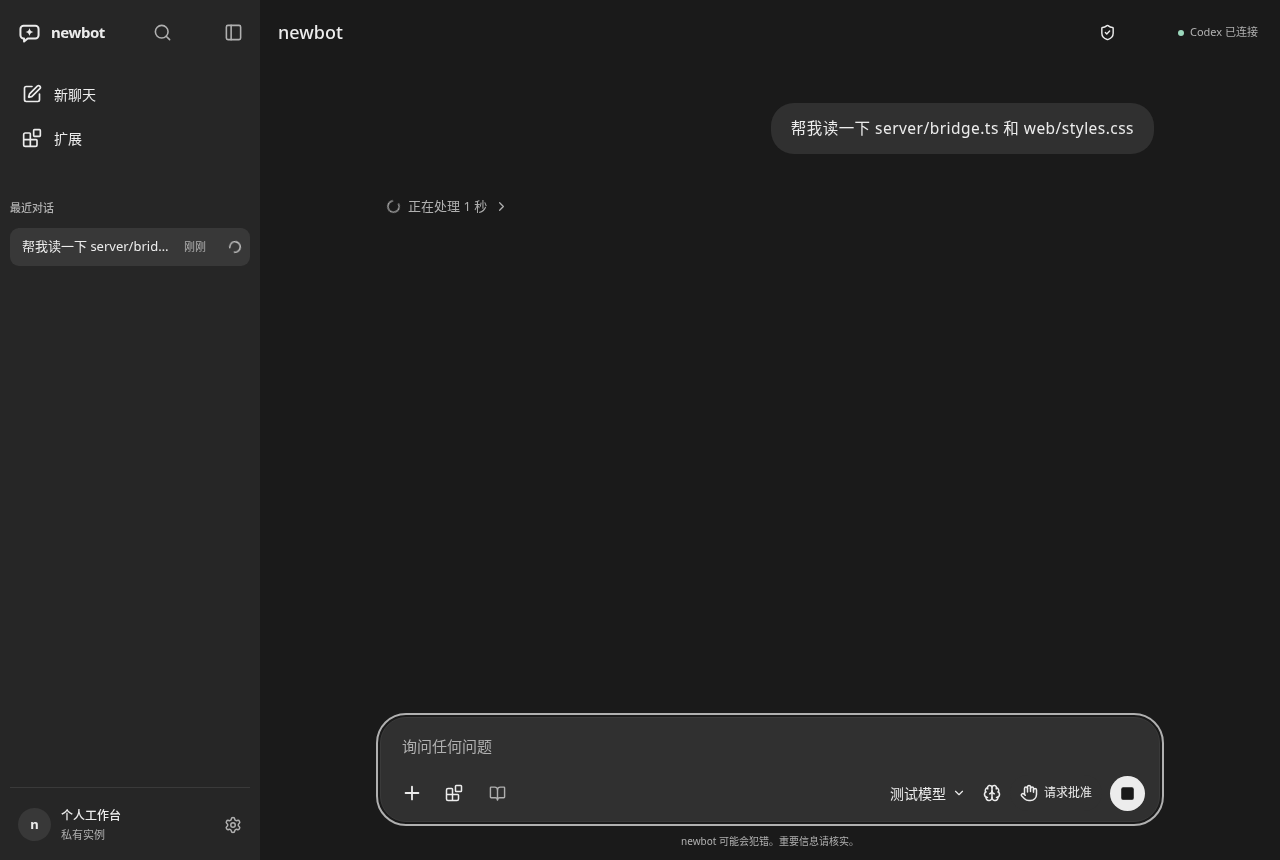 newbot
新聊天
扩展
最近对话
帮我读一下 server/brid... 刚刚
n
个人工作台
私有实例
newbot
Codex 已连接
帮我读一下 server/bridge.ts 和 web/styles.css
正在处理 1 秒
询问任何问题
测试模型
请求批准
newbot 可能会犯错。重要信息请核实。